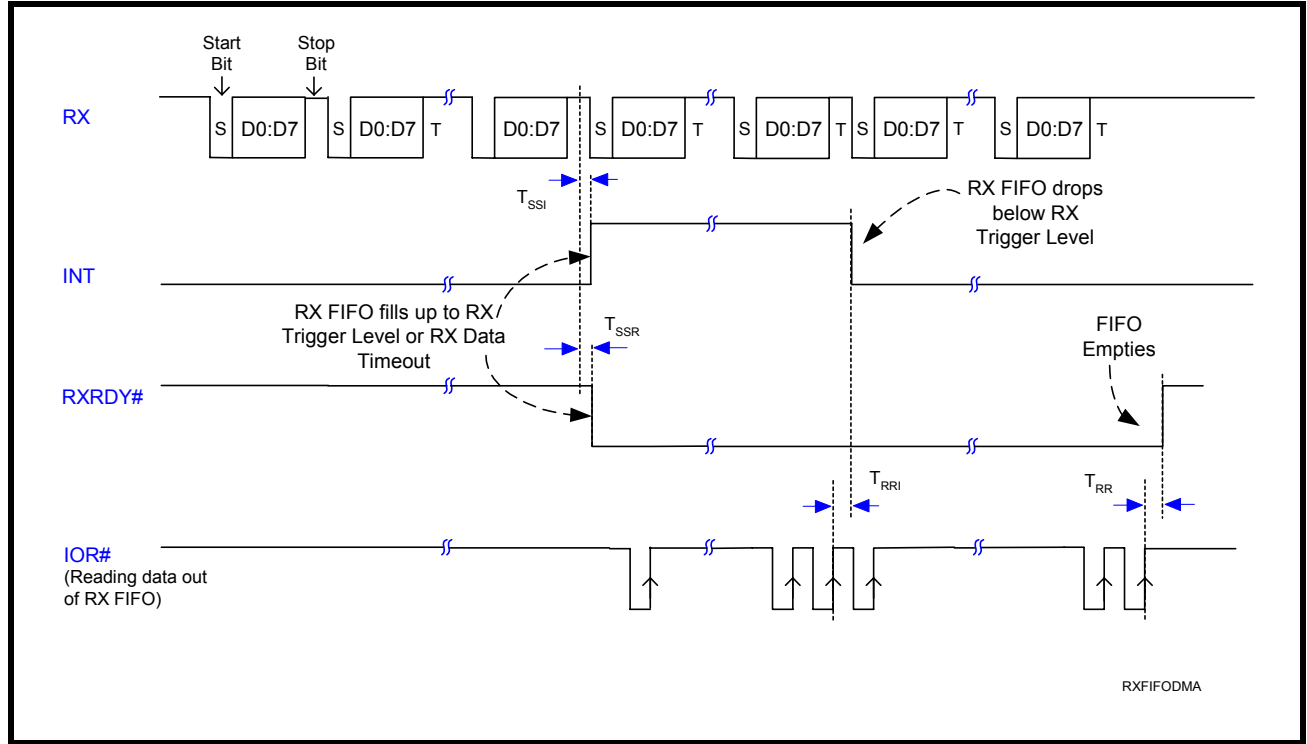 Start
Bit
Stop
Bit
RX
S D0:D7 S D0:D7 T D0:D7 S D0:D7 T S D0:D7 T S D0:D7 T S D0:D7 T
TSSI
RX FIFO drops
below RX
Trigger Level
INT
RX FIFO fills up to RX
Trigger Level or RX Data
Timeout
TSSR
FIFO
Empties
RXRDY#
TRRI
TRR
IOR#
(Reading data out
of RX FIFO)
RXFIFODMA